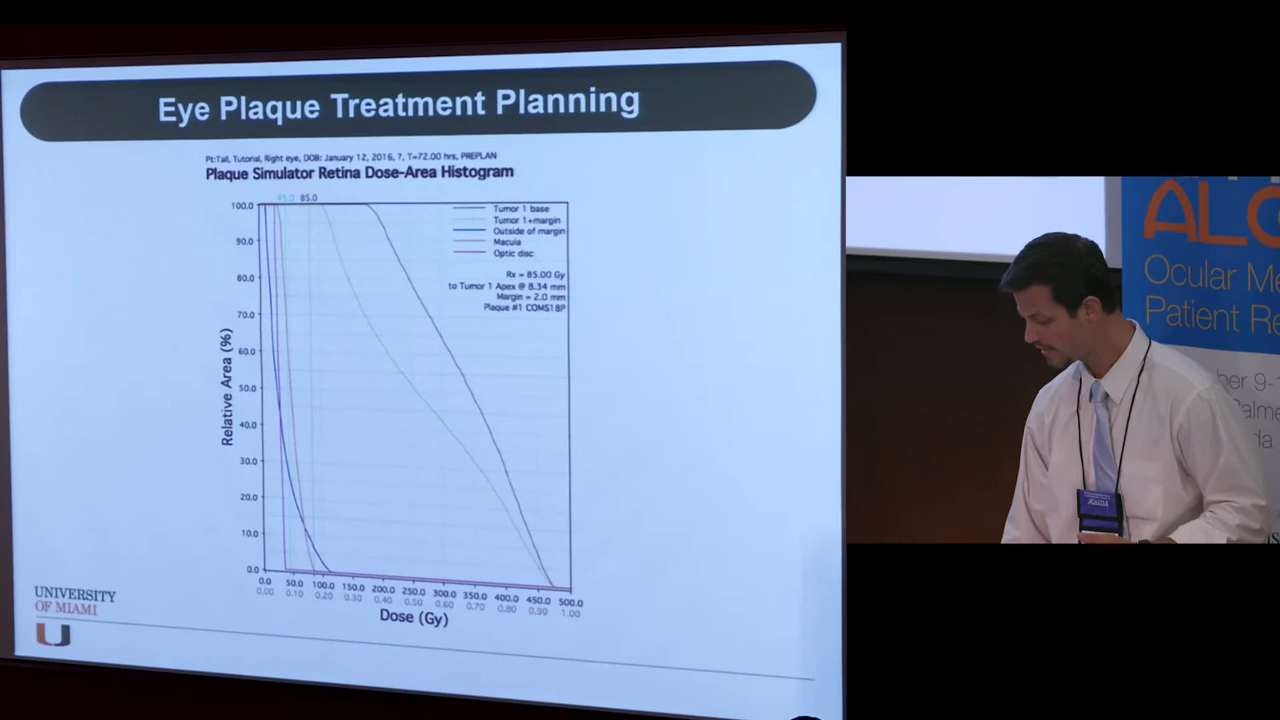 Eye Plaque Treatment Planning
Pt:Tall, Tutorial, Right eye, DOB: January 12, 2016, ?, T=72.00 hrs, PREPLAN
Plaque Simulator Retina Dose-Area Histogram
45.0 85.0
Tumor 1 base
Tumor 1+margin
Outside of margin
Macula
Optic disc
Rx = 85.00 Gy
to Tumor 1 Apex @ 8.34 mm
Margin = 2.0 mm
Plaque #1 COMS18P
Relative Area (%)
100.0
90.0
80.0
70.0
60.0
50.0
40.0
30.0
20.0
10.0
0.0
0.0 50.0 100.0 150.0 200.0 250.0 300.0 350.0 400.0 450.0 500.0
0.00 0.10 0.20 0.30 0.40 0.50 0.60 0.70 0.80 0.90 1.00
Dose (Gy)
UNIVERSITY
OF MIAMI
U
ALC
Ocular Me
Patient Re
ber 9-1
Palme
da